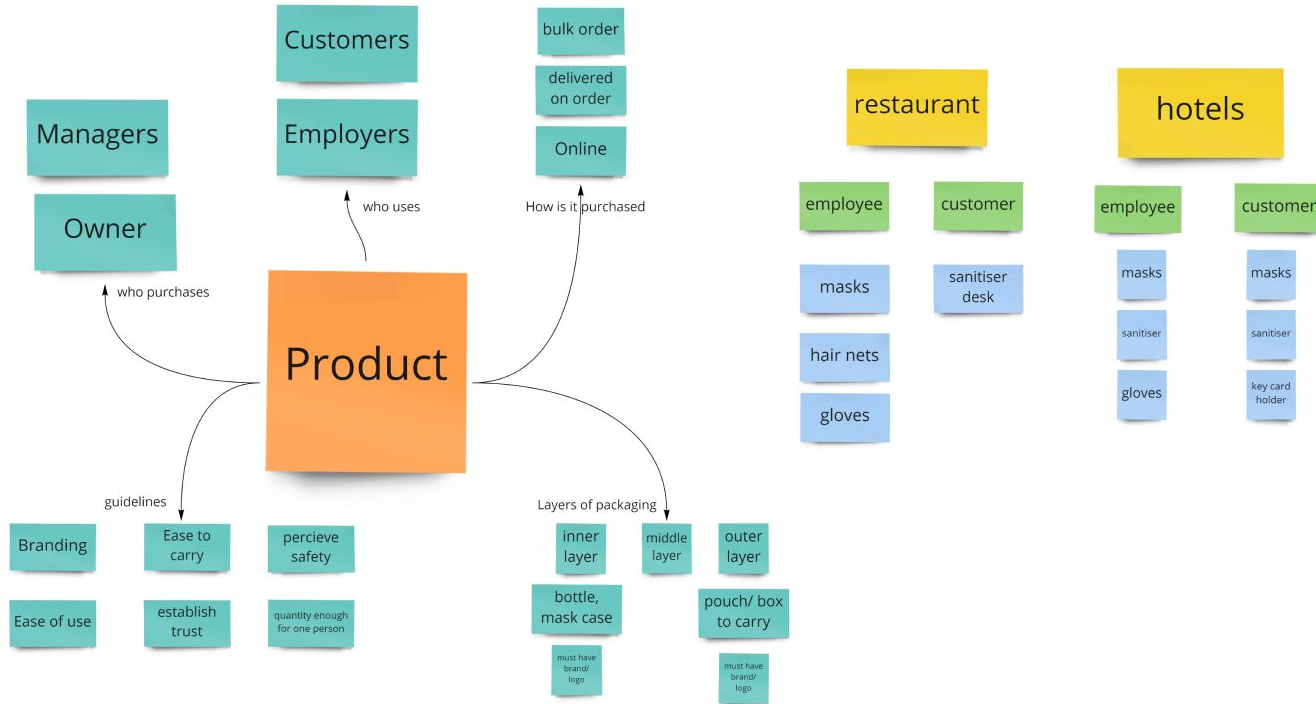 Managers
Owner
who purchases
Customers
Employers
who uses
bulk order
delivered
on order
Online
How is it purchased
Product
guidelines
Branding
Ease to
carry
percieve
safety
Ease of use
establish
trust
quantity enough
for one person
Layers of packaging
inner
layer
middle
layer
outer
layer
bottle,
mask case
pouch/ box
to carry
must have
brand/
logo
must have
brand/
logo
restaurant
employee
customer
masks
sanitiser
desk
hair nets
gloves
hotels
employee
customer
masks
masks
sanitiser
sanitiser
gloves
key card
holder